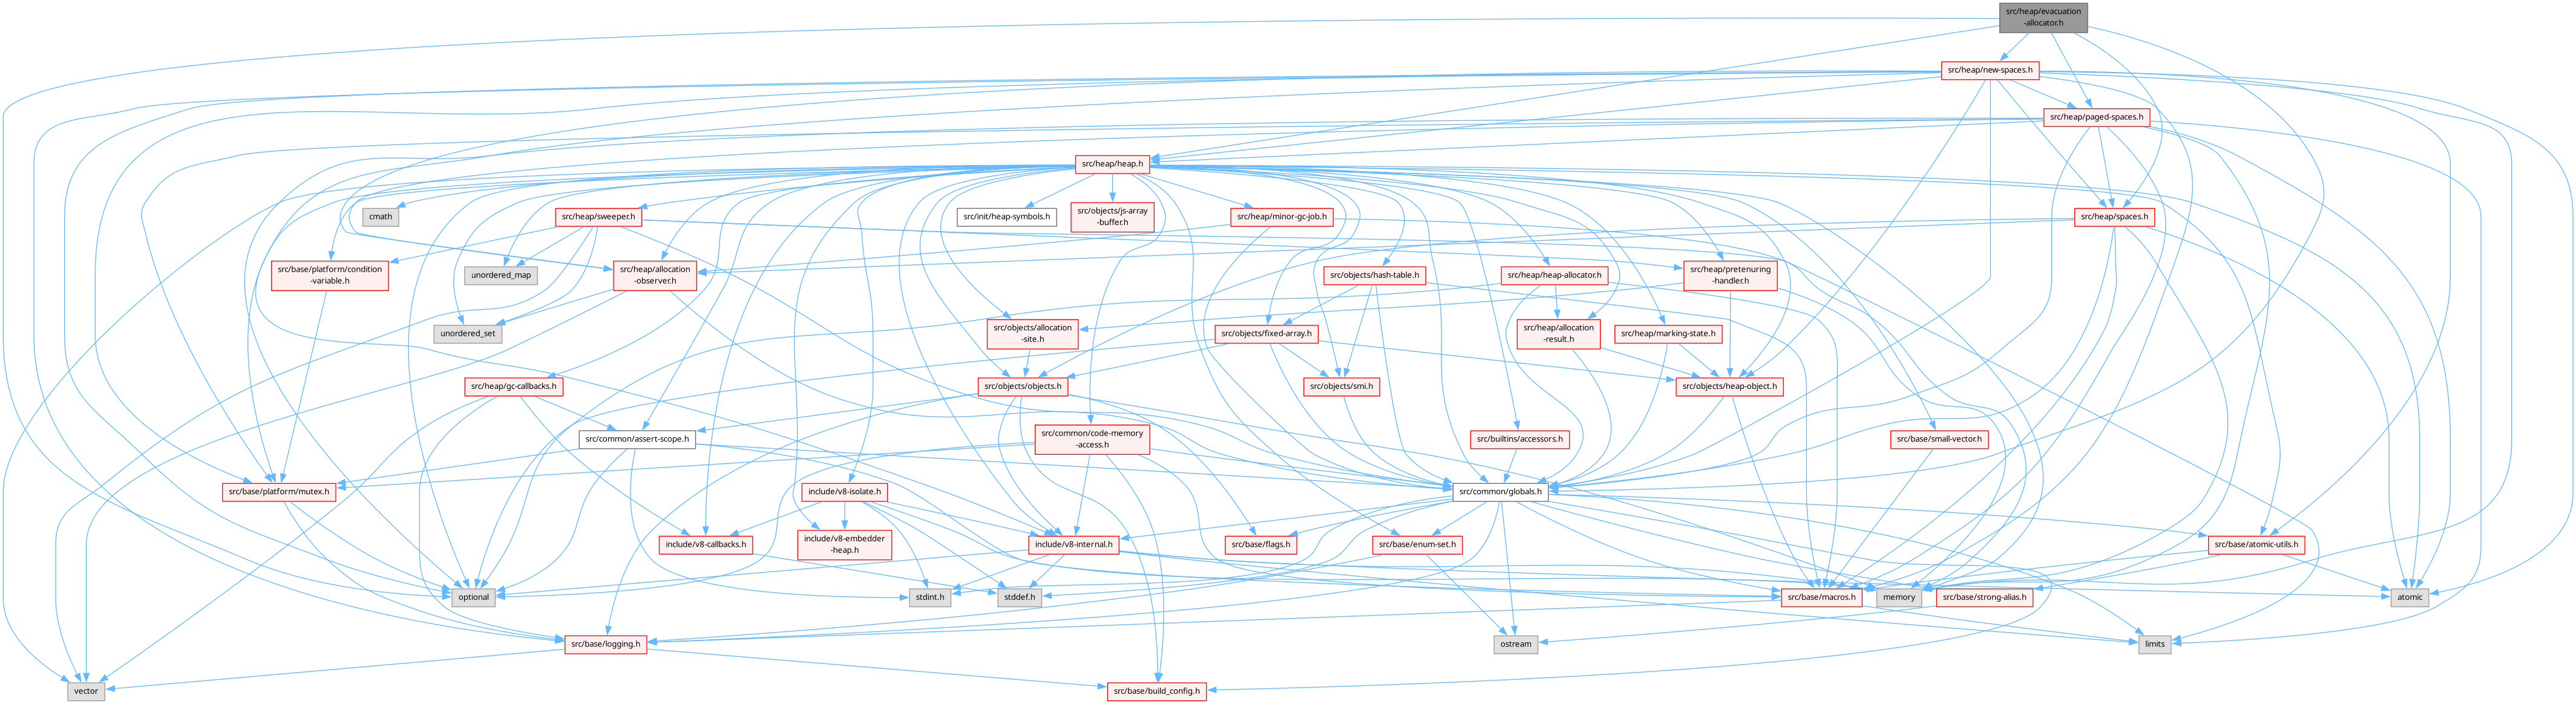 src/heap/evacuation
-allocator.h
src/heap/new-spaces.h
src/heap/paged-spaces.h
src/heap/heap.h
cmath
src/heap/sweeper.h
src/init/heap-symbols.h
src/objects/js-array
-buffer.h
src/heap/minor-gc-job.h
src/heap/spaces.h
src/base/platform/condition
-variable.h
unordered_map
src/heap/allocation
-observer.h
src/objects/hash-table.h
src/heap/heap-allocator.h
src/heap/pretenuring
-handler.h
unordered_set
src/objects/allocation
-site.h
src/objects/fixed-array.h
src/heap/allocation
-result.h
src/heap/marking-state.h
src/heap/gc-callbacks.h
src/objects/objects.h
src/objects/smi.h
src/objects/heap-object.h
src/common/assert-scope.h
src/common/code-memory
-access.h
src/builtins/accessors.h
src/base/small-vector.h
src/base/platform/mutex.h
include/v8-isolate.h
src/common/globals.h
include/v8-callbacks.h
include/v8-embedder
-heap.h
include/v8-internal.h
src/base/flags.h
src/base/enum-set.h
src/base/atomic-utils.h
optional
stdint.h
stddef.h
src/base/macros.h
memory
src/base/strong-alias.h
atomic
src/base/logging.h
ostream
limits
vector
src/base/build_config.h